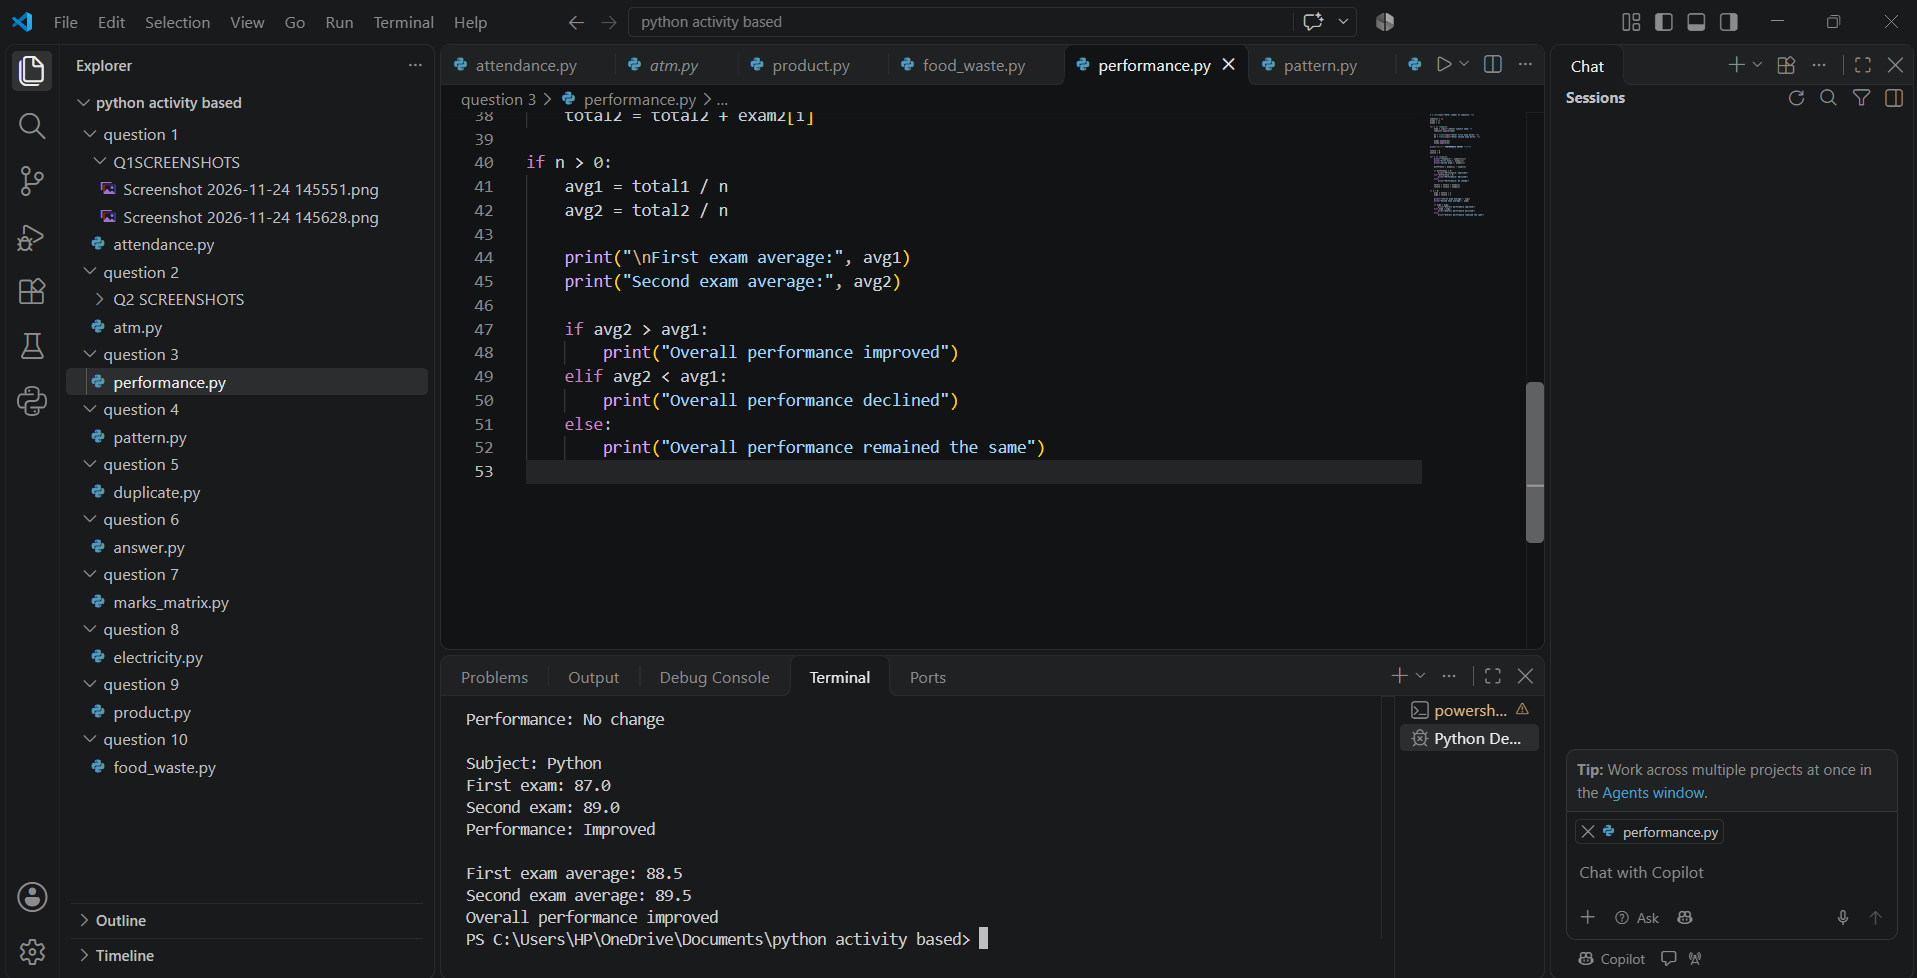 File Edit Selection View Go Run Terminal Help
python activity based
Explorer
python activity based
question 1
Q1SCREENSHOTS
Screenshot 2026-11-24 145551.png
Screenshot 2026-11-24 145628.png
attendance.py
question 2
Q2 SCREENSHOTS
atm.py
question 3
performance.py
question 4
pattern.py
question 5
duplicate.py
question 6
answer.py
question 7
marks_matrix.py
question 8
electricity.py
question 9
product.py
question 10
food_waste.py
Outline
Timeline
attendance.py atm.py product.py food_waste.py performance.py pattern.py
question 3 > performance.py > ...
38 total2 = total2 + exam2[i]
39
40 if n > 0:
41 avg1 = total1 / n
42 avg2 = total2 / n
43
44 print("\nFirst exam average:", avg1)
45 print("Second exam average:", avg2)
46
47 if avg2 > avg1:
48 print("Overall performance improved")
49 elif avg2 < avg1:
50 print("Overall performance declined")
51 else:
52 print("Overall performance remained the same")
53
Problems Output Debug Console Terminal Ports
Performance: No change
Subject: Python
First exam: 87.0
Second exam: 89.0
Performance: Improved
First exam average: 88.5
Second exam average: 89.5
Overall performance improved
PS C:\Users\HP\OneDrive\Documents\python activity based>
powersh...
Python De...
Chat
Sessions
Tip: Work across multiple projects at once in
the Agents window.
performance.py
Chat with Copilot
Ask
Copilot